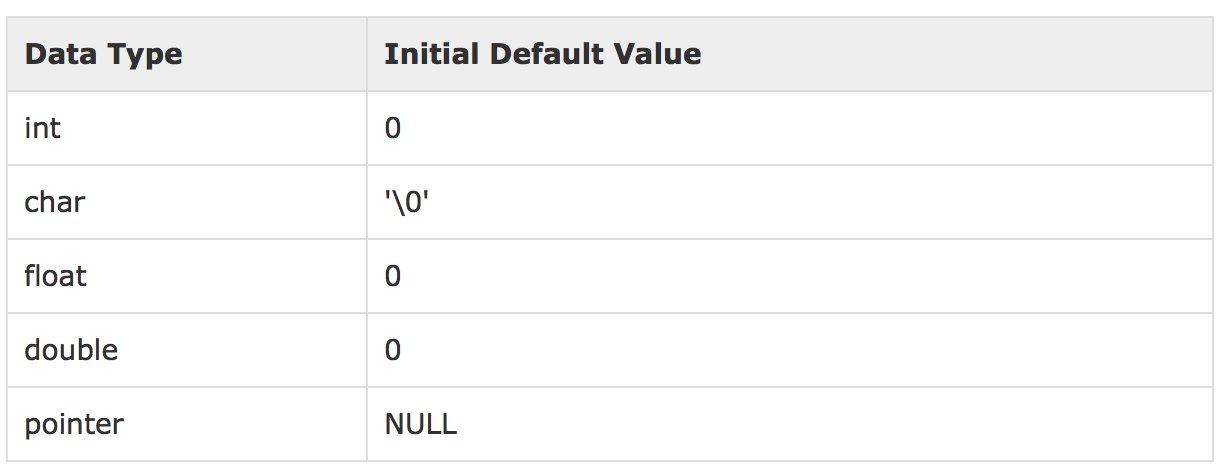 Data Type Initial Default Value
int 0
char '\0'
float 0
double 0
pointer NULL